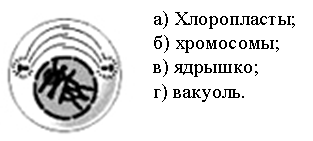 а) Хлоропласты;
б) хромосомы;
в) ядрышко;
г) вакуоль.